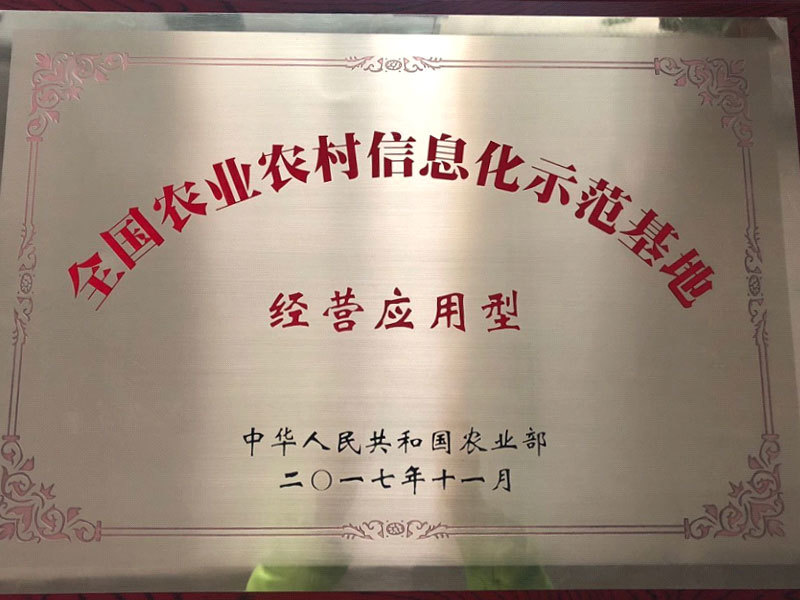 全国农业农村信息化示范基地
经营应用型
中华人民共和国农业部
二〇一七年十一月